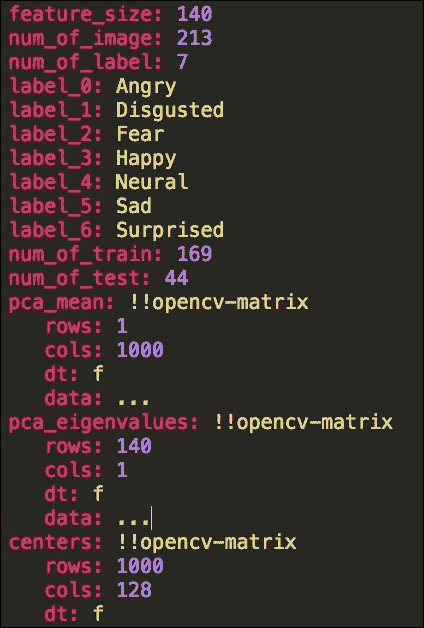 feature_size: 140
num_of_image: 213
num_of_label: 7
label_0: Angry
label_1: Disgusted
label_2: Fear
label_3: Happy
label_4: Neural
label_5: Sad
label_6: Surprised
num_of_train: 169
num_of_test: 44
pca_mean: !!opencv-matrix
   rows: 1
   cols: 1000
   dt: f
   data: ...
pca_eigenvalues: !!opencv-matrix
   rows: 140
   cols: 1
   dt: f
   data: ...
centers: !!opencv-matrix
   rows: 1000
   cols: 128
   dt: f